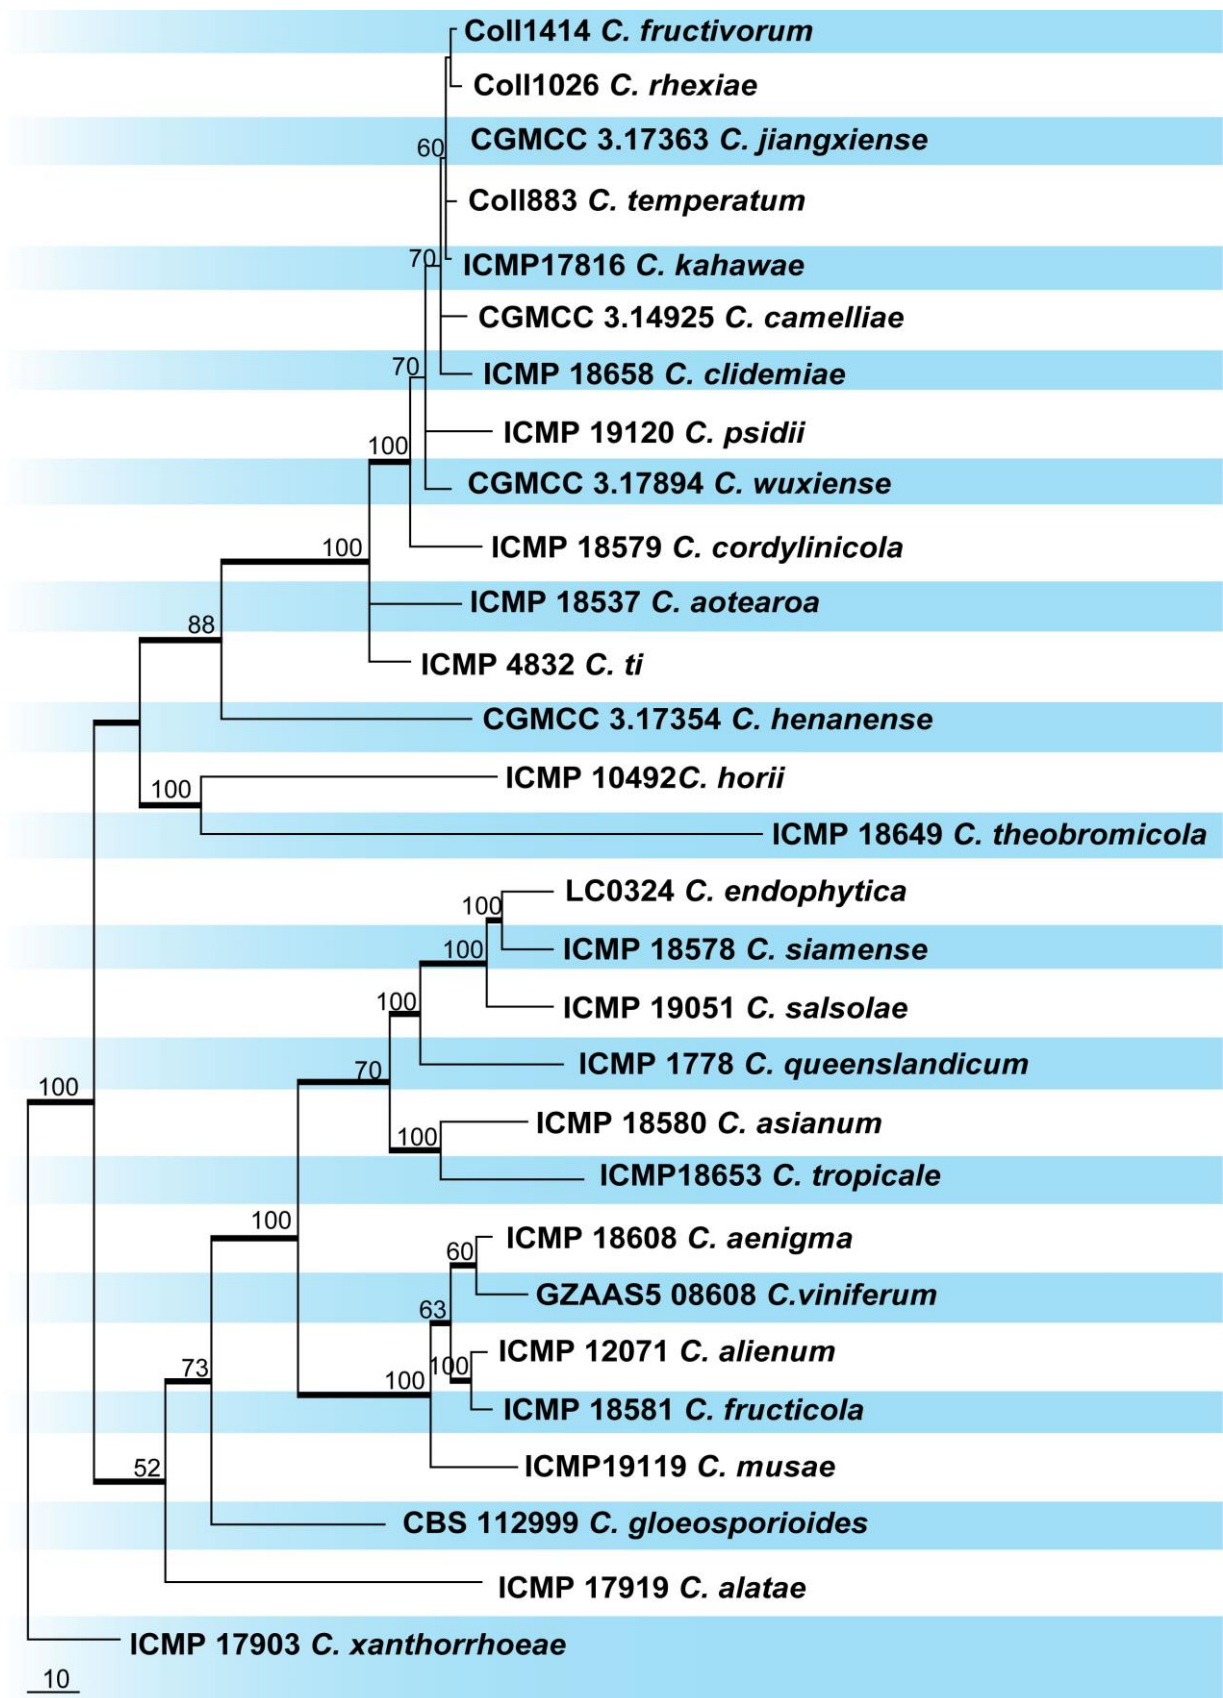 Coll1414 C. fructivorum
Coll1026 C. rhexiae
60
CGMCC 3.17363 C. jiangxiense
Coll883 C. temperatum
70
ICMP17816 C. kahawae
CGMCC 3.14925 C. camelliae
70
ICMP 18658 C. clidemiae
ICMP 19120 C. psidii
100
CGMCC 3.17894 C. wuxiense
100
ICMP 18579 C. cordylinicola
ICMP 18537 C. aotearoa
88
ICMP 4832 C. ti
CGMCC 3.17354 C. henanense
ICMP 10492C. horii
100
ICMP 18649 C. theobromicola
LC0324 C. endophytica
100
100
ICMP 18578 C. siamense
100
ICMP 19051 C. salsolae
70
ICMP 1778 C. queenslandicum
100
ICMP 18580 C. asianum
100
ICMP18653 C. tropicale
100
ICMP 18608 C. aenigma
60
GZAAS5 08608 C.viniferum
63
ICMP 12071 C. alienum
73
100
100
ICMP 18581 C. fructicola
52
ICMP19119 C. musae
CBS 112999 C. gloeosporioides
ICMP 17919 C. alatae
ICMP 17903 C. xanthorrhoeae
10